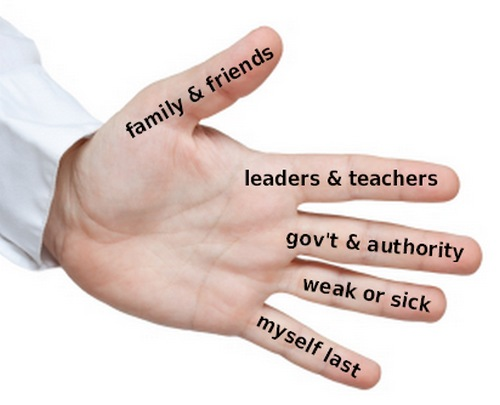 family & friends
leaders & teachers
gov't & authority
weak or sick
myself last